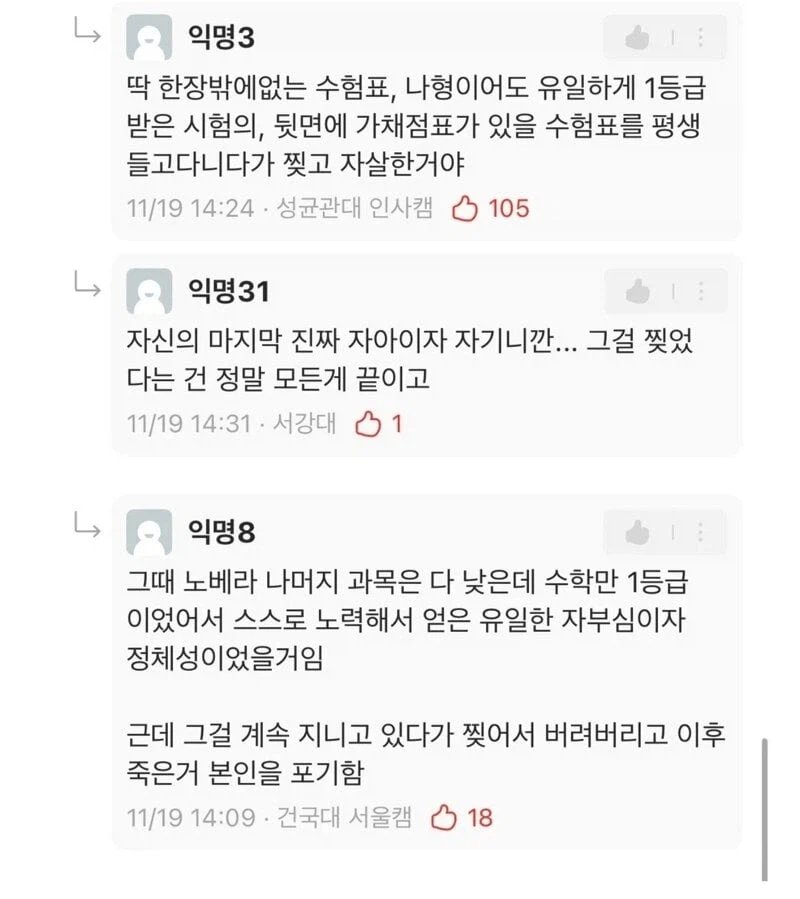 익명3
딱 한장밖에없는 수험표, 나형이어도 유일하게 1등급
받은 시험의, 뒷면에 가채점표가 있을 수험표를 평생
들고다니다가 찢고 자살한거야
11/19 14:24 · 성균관대 인사캠 105
익명31
자신의 마지막 진짜 자아이자 자기니깐... 그걸 찢었
다는 건 정말 모든게 끝이고
11/19 14:31 · 서강대 1
익명8
그때 노베라 나머지 과목은 다 낮은데 수학만 1등급
이었어서 스스로 노력해서 얻은 유일한 자부심이자
정체성이었을거임
근데 그걸 계속 지니고 있다가 찢어서 버려버리고 이후
죽은거 본인을 포기함
11/19 14:09 · 건국대 서울캠 18